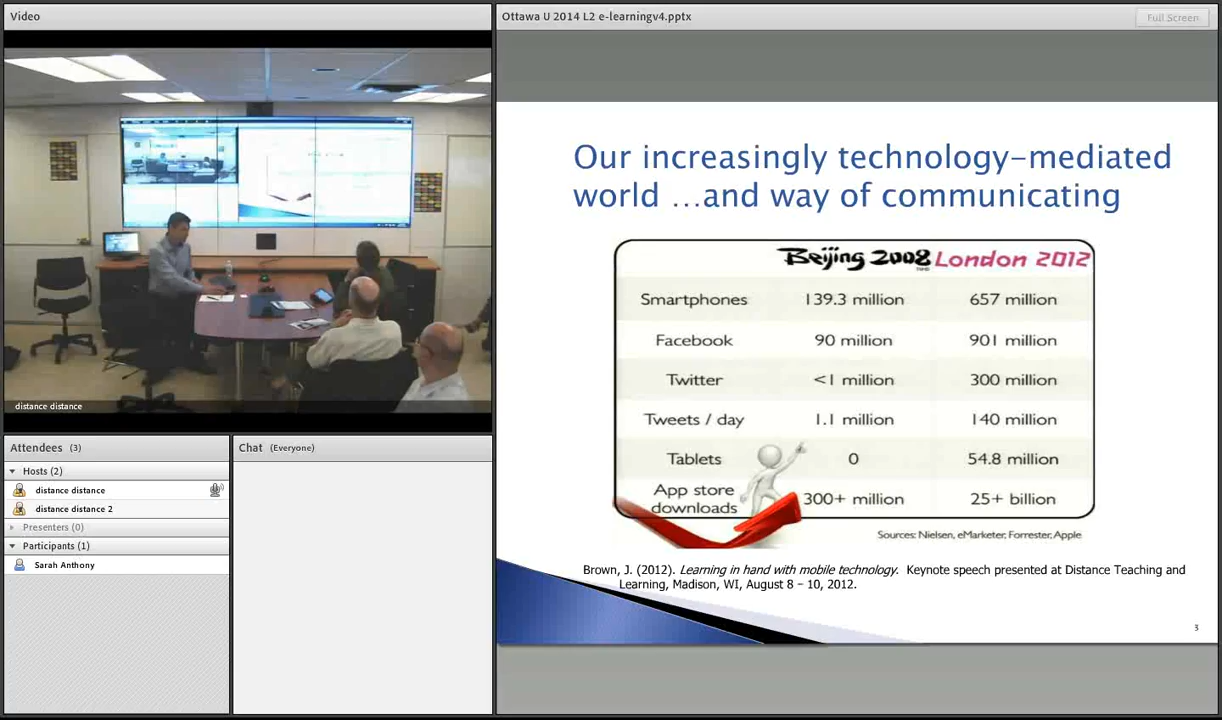 Video
Ottawa U 2014 L2 e-learningv4.pptx
Full Screen
distance distance
Attendees (3)
Hosts (2)
distance distance
distance distance 2
Presenters (0)
Participants (1)
Sarah Anthony
Chat (Everyone)
Our increasingly technology-mediated
world ...and way of communicating
Beijing 2008 London 2012
Smartphones 139.3 million 657 million
Facebook 90 million 901 million
Twitter <1 million 300 million
Tweets / day 1.1 million 140 million
Tablets 0 54.8 million
App store
downloads 300+ million 25+ billion
Sources: Nielsen, eMarketer, Forrester, Apple
Brown, J. (2012). Learning in hand with mobile technology. Keynote speech presented at Distance Teaching and
Learning, Madison, WI, August 8 – 10, 2012.
3